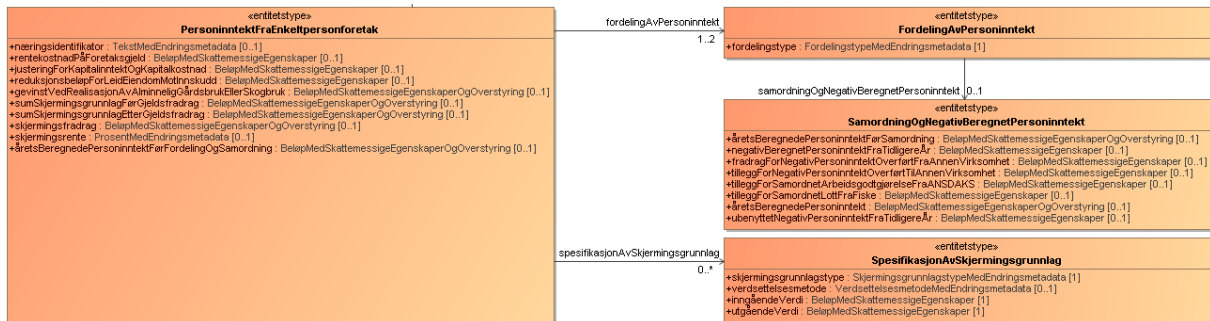 «entitetstype»
PersoninntektFraEnkeltpersonforetak
+næringsidentifikator : TekstMedEndringsmetadata [0..1]
+rentekostnadPåForetaksgjeld : BeløpMedSkattemessigeEgenskaper [0..1]
+justeringForKapitalinntektOgKapitalkostnad : BeløpMedSkattemessigeEgenskaper [0..1]
+reduksjonsbeløpForLeidEiendomMotInnskudd : BeløpMedSkattemessigeEgenskaper [0..1]
+gevinstVedRealisasjonAvAlminneligGårdsbrukEllerSkogbruk : BeløpMedSkattemessigeEgenskaperOgOverstyring [0..1]
+sumSkjermingsgrunnlagFørGjeldsfradrag : BeløpMedSkattemessigeEgenskaperOgOverstyring [0..1]
+sumSkjermingsgrunnlagEtterGjeldsfradrag : BeløpMedSkattemessigeEgenskaperOgOverstyring [0..1]
+skjermingsfradrag : BeløpMedSkattemessigeEgenskaperOgOverstyring [0..1]
+skjermingsrente : ProsentMedEndringsmetadata [0..1]
+åretsBeregnedePersoninntektFørFordelingOgSamordning : BeløpMedSkattemessigeEgenskaperOgOverstyring [0..1]
fordelingAvPersoninntekt
1..2
«entitetstype»
FordelingAvPersoninntekt
+fordelingstype : FordelingstypeMedEndringsmetadata [1]
samordningOgNegativBeregnetPersoninntekt 0..1
«entitetstype»
SamordningOgNegativBeregnetPersoninntekt
+åretsBeregnedePersoninntektFørSamordning : BeløpMedSkattemessigeEgenskaperOgOverstyring [0..1]
+negativBeregnetPersoninntektFraTidligereÅr : BeløpMedSkattemessigeEgenskaper [0..1]
+fradragForNegativPersoninntektOverførtFraAnnenVirksomhet : BeløpMedSkattemessigeEgenskaper [0..1]
+tilleggForNegativPersoninntektOverførtTilAnnenVirksomhet : BeløpMedSkattemessigeEgenskaper [0..1]
+tilleggForSamordnetArbeidsgodtgjørelseFraANSDAKS : BeløpMedSkattemessigeEgenskaper [0..1]
+tilleggForSamordnetLottFraFiske : BeløpMedSkattemessigeEgenskaper [0..1]
+åretsBeregnedePersoninntekt : BeløpMedSkattemessigeEgenskaperOgOverstyring [0..1]
+ubenyttetNegativPersoninntektFraTidligereÅr : BeløpMedSkattemessigeEgenskaper [0..1]
spesifikasjonAvSkjermingsgrunnlag
0..*
«entitetstype»
SpesifikasjonAvSkjermingsgrunnlag
+skjermingsgrunnlagstype : SkjermingsgrunnlagstypeMedEndringsmetadata [1]
+verdsettelsesmetode : VerdsettelsesmetodeMedEndringsmetadata [0..1]
+inngåendeVerdi : BeløpMedSkattemessigeEgenskaper [1]
+utgåendeVerdi : BeløpMedSkattemessigeEgenskaper [1]